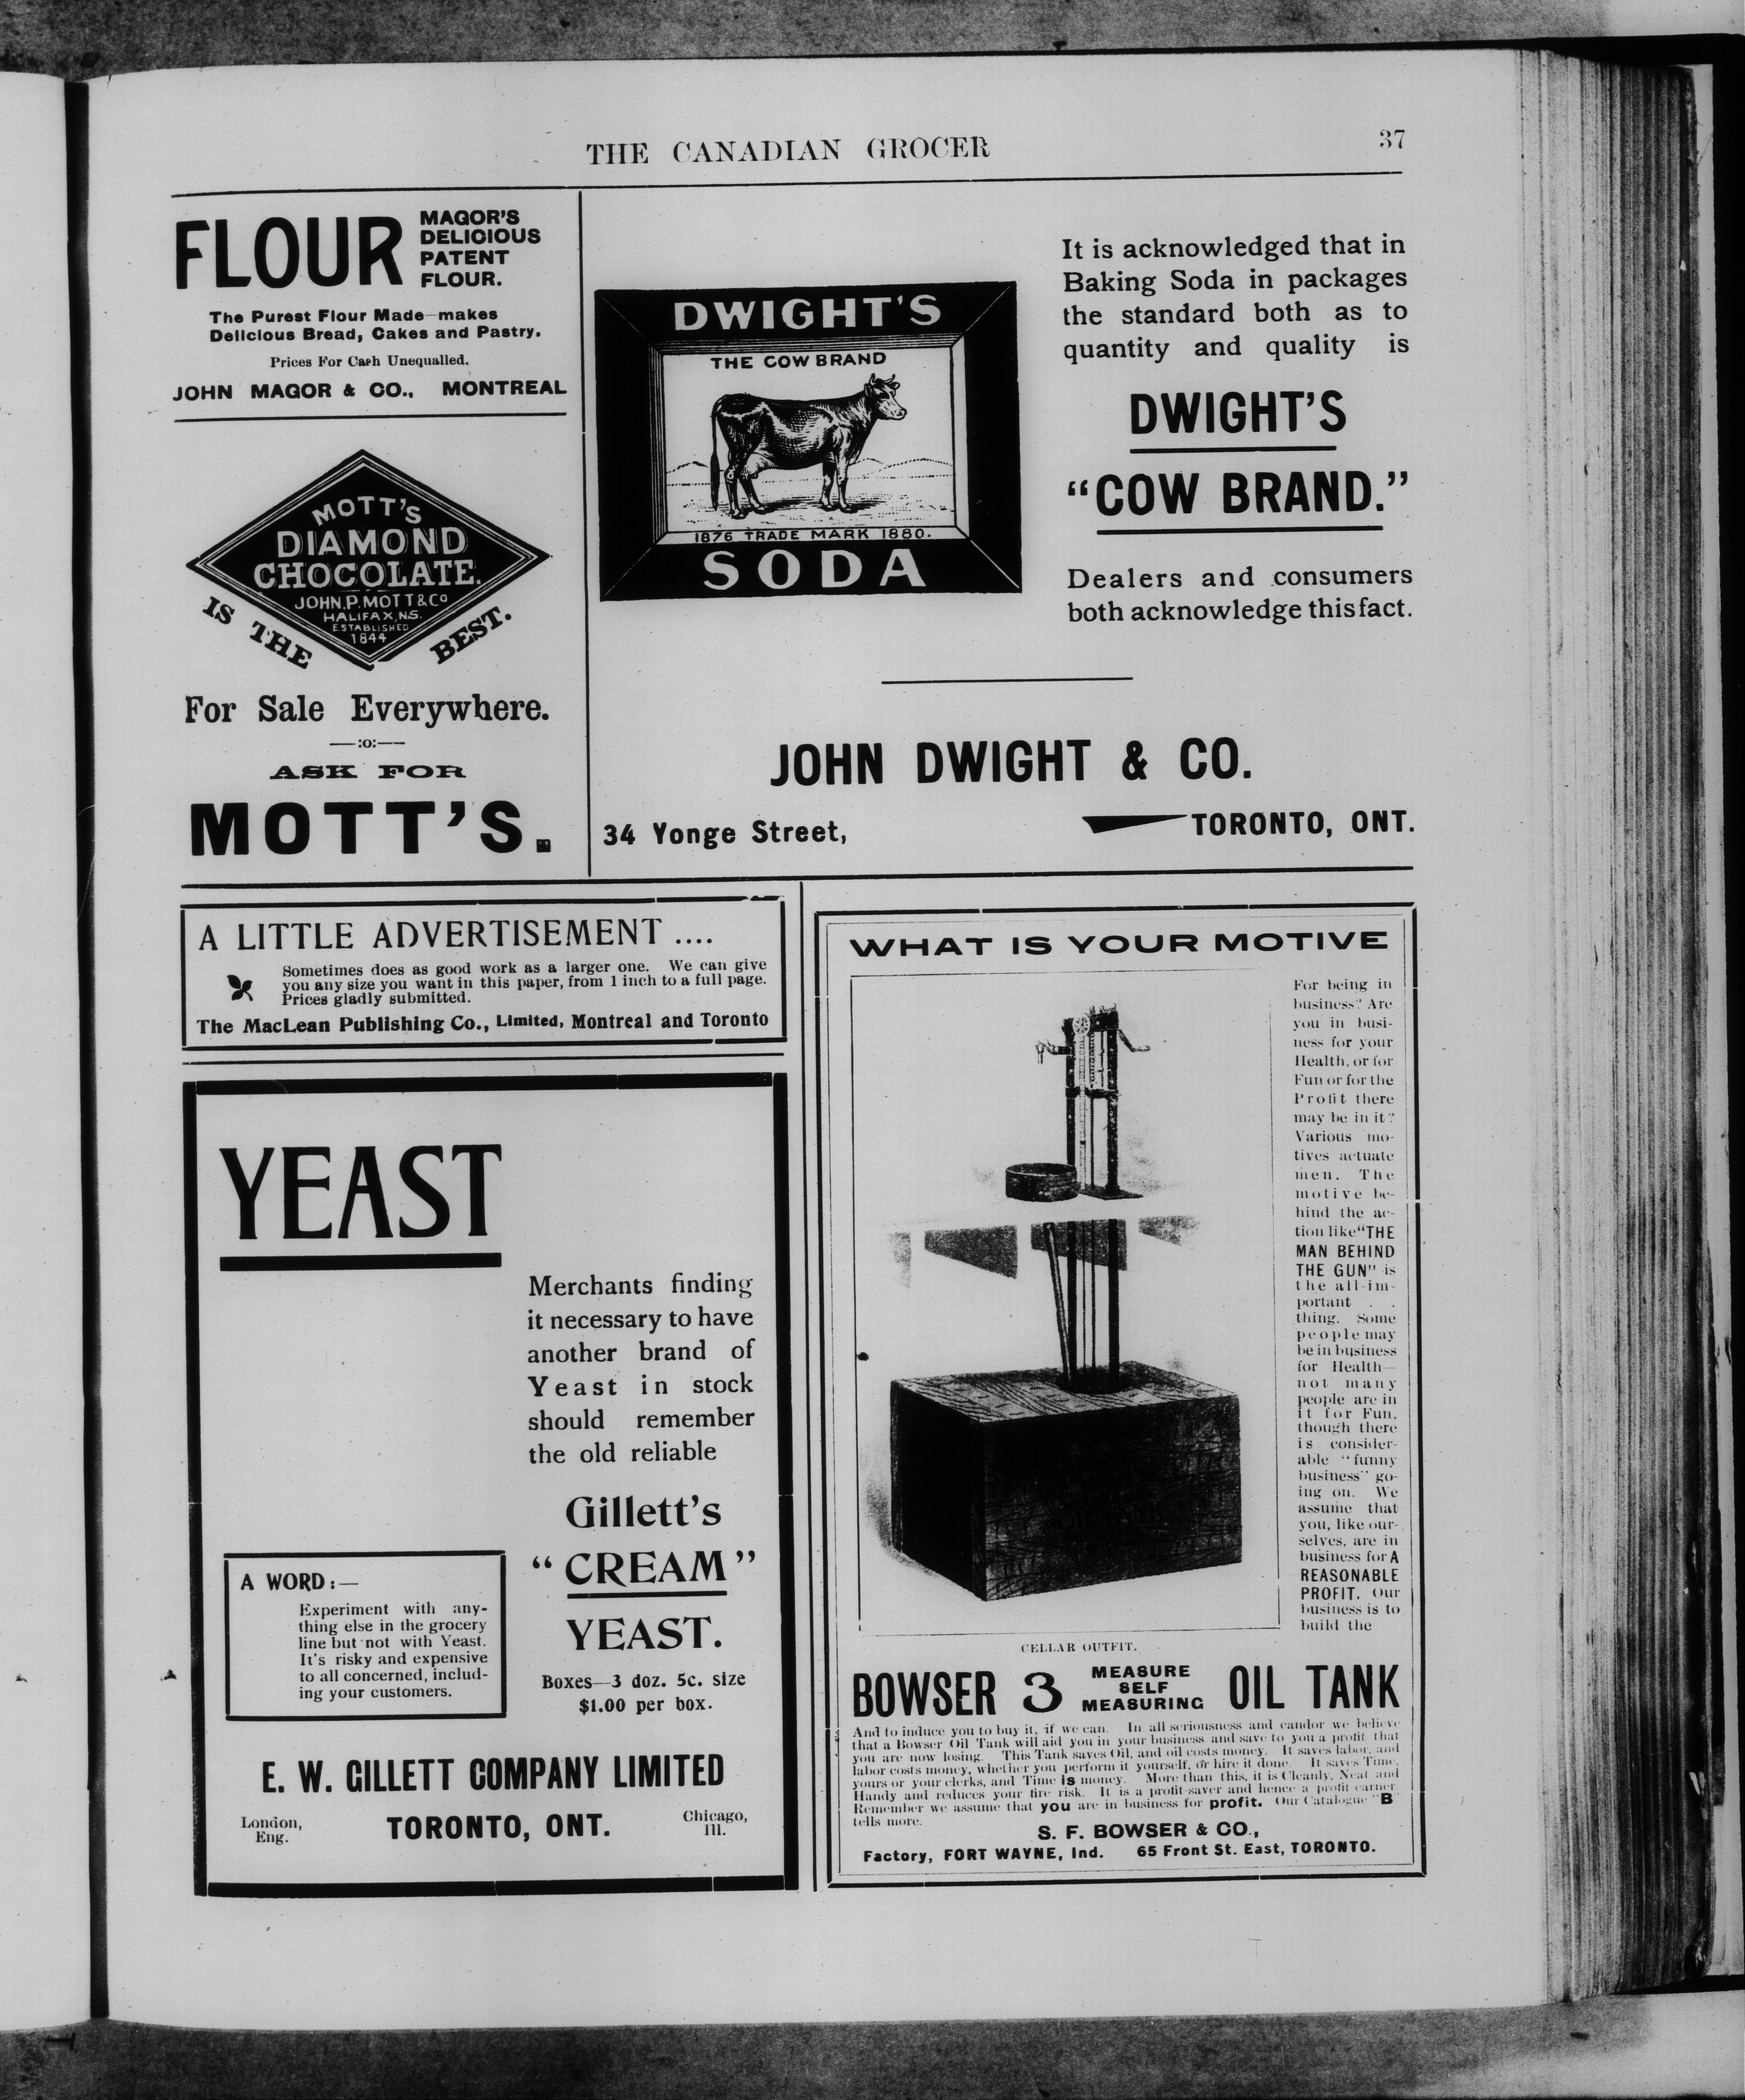 THE CANADIAN GROCER
37
FLOUR
MAGOR'S
DELICIOUS
PATENT
FLOUR.
The Purest Flour Made—makes
Delicious Bread, Cakes and Pastry.
Prices For Cash Unequalled.
JOHN MAGOR & CO., MONTREAL
MOTT'S
DIAMOND
CHOCOLATE.
JOHN.P.MOTT&Co
HALIFAX,N.S.
ESTABLISHED
1844
IS THE BEST.
For Sale Everywhere.
—:o:—
ASK FOR
MOTT'S.
DWIGHT'S
THE COW BRAND
1876 TRADE MARK 1880.
SODA
It is acknowledged that in
Baking Soda in packages
the standard both as to
quantity and quality is
DWIGHT'S
"COW BRAND."
Dealers and consumers
both acknowledge this fact.
JOHN DWIGHT & CO.
34 Yonge Street,
TORONTO, ONT.
A LITTLE ADVERTISEMENT ....
Sometimes does as good work as a larger one. We can give
you any size you want in this paper, from 1 inch to a full page.
Prices gladly submitted.
The MacLean Publishing Co., Limited, Montreal and Toronto
YEAST
Merchants finding
it necessary to have
another brand of
Yeast in stock
should remember
the old reliable
Gillett's
"CREAM"
YEAST.
Boxes—3 doz. 5c. size
$1.00 per box.
A WORD:—
Experiment with any-
thing else in the grocery
line but not with Yeast.
It's risky and expensive
to all concerned, includ-
ing your customers.
E. W. GILLETT COMPANY LIMITED
London,
Eng.
TORONTO, ONT.
Chicago,
Ill.
WHAT IS YOUR MOTIVE
For being in
business? Are
you in busi-
ness for your
Health, or for
Fun or for the
Profit there
may be in it?
Various mo-
tives actuate
men. The
motive be-
hind the ac-
tion like "THE
MAN BEHIND
THE GUN" is
the all-im-
portant . .
thing. Some
people may
be in business
for Health—
not many
people are in
it for Fun,
though there
is consider-
able "funny
business" go-
ing on. We
assume that
you, like our-
selves, are in
business for A
REASONABLE
PROFIT. Our
business is to
build the
CELLAR OUTFIT.
BOWSER 3 MEASURE
SELF
MEASURING OIL TANK
And to induce you to buy it, if we can. In all seriousness and candor we believe
that a Bowser Oil Tank will aid you in your business and save to you a profit that
you are now losing. This Tank saves Oil, and oil costs money. It saves labor, and
labor costs money, whether you perform it yourself, or hire it done. It saves Time,
yours or your clerks, and Time is money. More than this, it is Cleanly, Neat and
Handy and reduces your fire risk. It is a profit-saver and hence a profit earner
Remember we assume that you are in business for profit. Our Catalogue "B"
tells more.
S. F. BOWSER & CO.,
Factory, FORT WAYNE, Ind. 65 Front St. East, TORONTO.